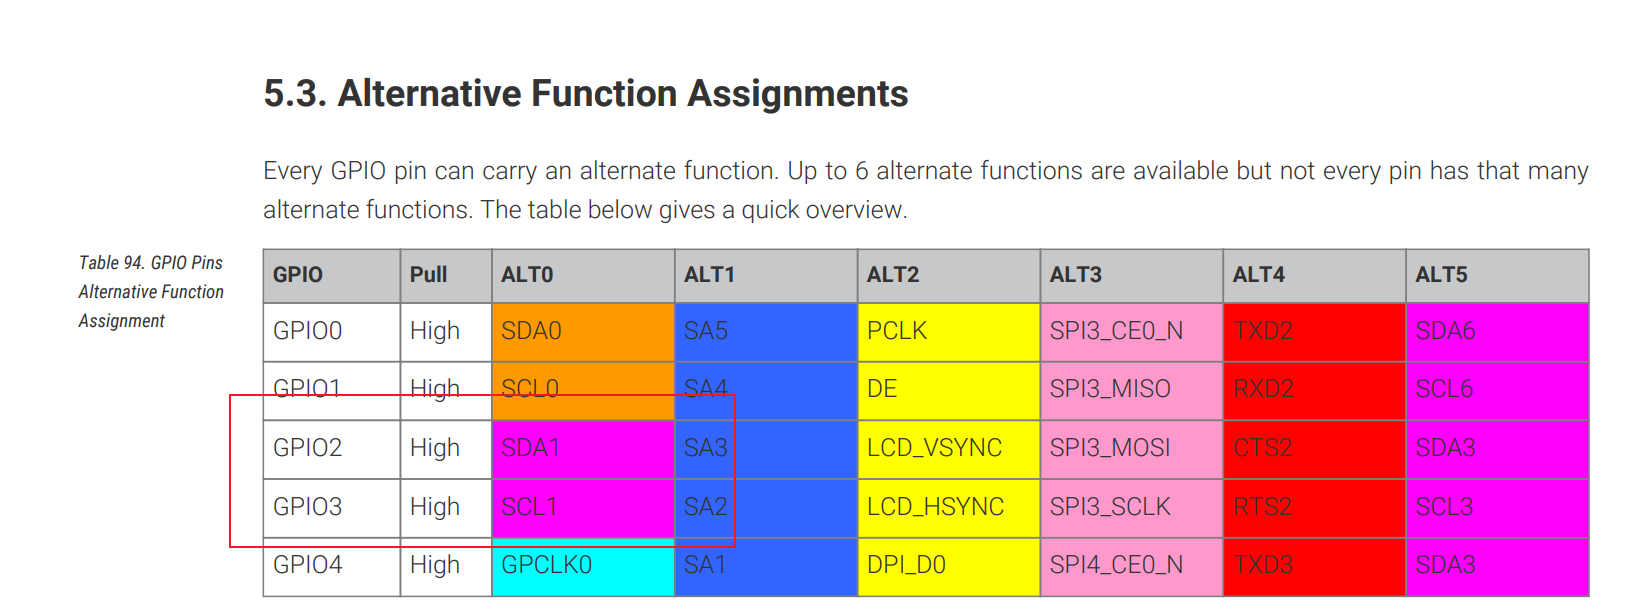 5.3. Alternative Function Assignments
Every GPIO pin can carry an alternate function. Up to 6 alternate functions are available but not every pin has that many
alternate functions. The table below gives a quick overview.
Table 94. GPIO Pins
Alternative Function
Assignment
GPIO Pull ALT0 ALT1 ALT2 ALT3 ALT4 ALT5
GPIO0 High SDA0 SA5 PCLK SPI3_CE0_N TXD2 SDA6
GPIO1 High SCL0 SA4 DE SPI3_MISO RXD2 SCL6
GPIO2 High SDA1 SA3 LCD_VSYNC SPI3_MOSI CTS2 SDA3
GPIO3 High SCL1 SA2 LCD_HSYNC SPI3_SCLK RTS2 SCL3
GPIO4 High GPCLK0 SA1 DPI_D0 SPI4_CE0_N TXD3 SDA3